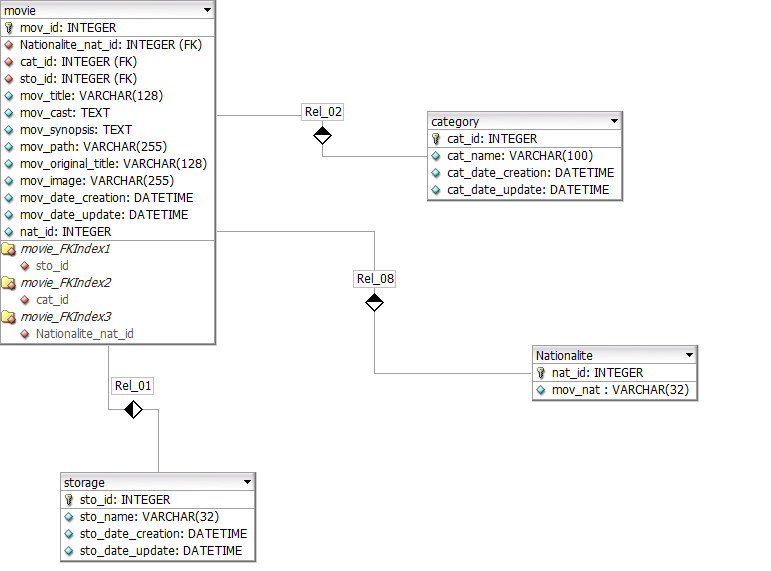 movie
mov_id: INTEGER
Nationalite_nat_id: INTEGER (FK)
cat_id: INTEGER (FK)
sto_id: INTEGER (FK)
mov_title: VARCHAR(128)
mov_cast: TEXT
mov_synopsis: TEXT
mov_path: VARCHAR(255)
mov_original_title: VARCHAR(128)
mov_image: VARCHAR(255)
mov_date_creation: DATETIME
mov_date_update: DATETIME
nat_id: INTEGER
movie_FKIndex1
sto_id
movie_FKIndex2
cat_id
movie_FKIndex3
Nationalite_nat_id
Rel_02
category
cat_id: INTEGER
cat_name: VARCHAR(100)
cat_date_creation: DATETIME
cat_date_update: DATETIME
Rel_08
Nationalite
nat_id: INTEGER
mov_nat : VARCHAR(32)
Rel_01
storage
sto_id: INTEGER
sto_name: VARCHAR(32)
sto_date_creation: DATETIME
sto_date_update: DATETIME